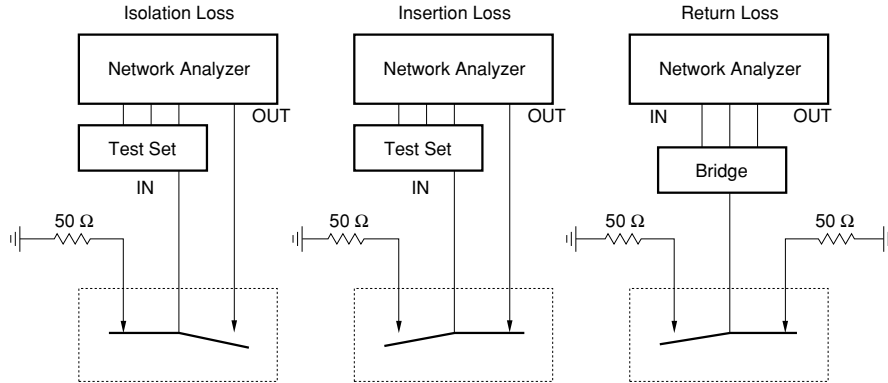 Isolation Loss
Network Analyzer
OUT
Test Set
IN
50 Ω
Insertion Loss
Network Analyzer
OUT
Test Set
IN
50 Ω
Return Loss
Network Analyzer
IN
OUT
Bridge
50 Ω
50 Ω